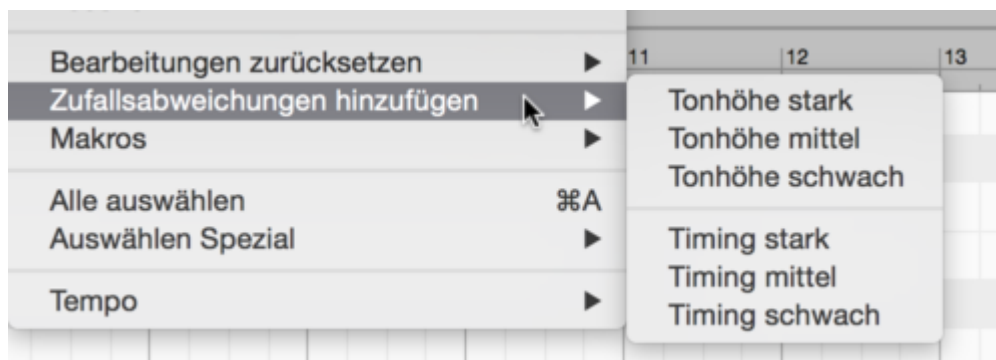 11 12 13
Bearbeitungen zurücksetzen ▶
Zufallsabweichungen hinzufügen ▶
Makros ▶
Alle auswählen ⌘A
Auswählen Spezial ▶
Tempo ▶
Tonhöhe stark
Tonhöhe mittel
Tonhöhe schwach
Timing stark
Timing mittel
Timing schwach